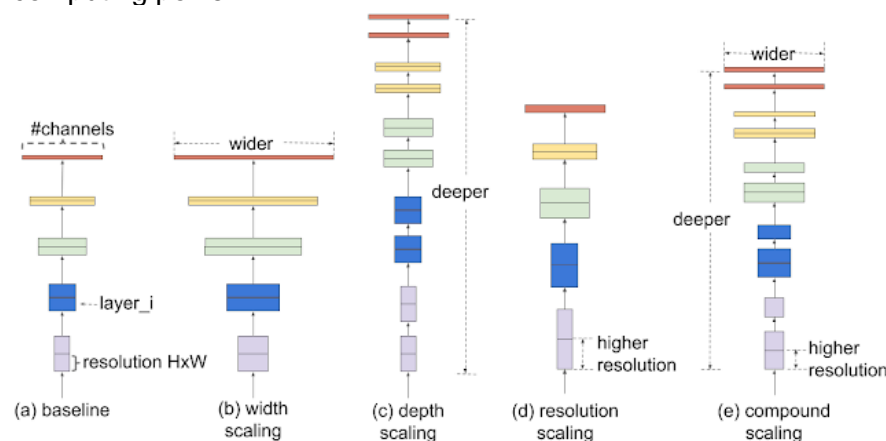 #channels
wider
deeper
wider
deeper
layer_i
resolution HxW
higher
resolution
higher
resolution
(a) baseline
(b) width
scaling
(c) depth
scaling
(d) resolution
scaling
(e) compound
scaling